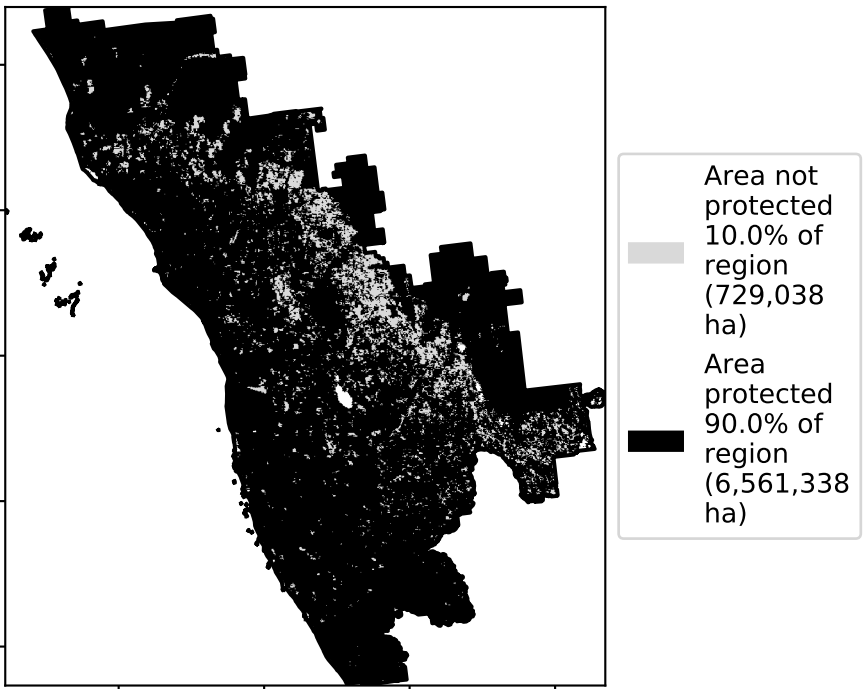 Area not
protected
10.0% of
region
(729,038
ha)
Area
protected
90.0% of
region
(6,561,338
ha)